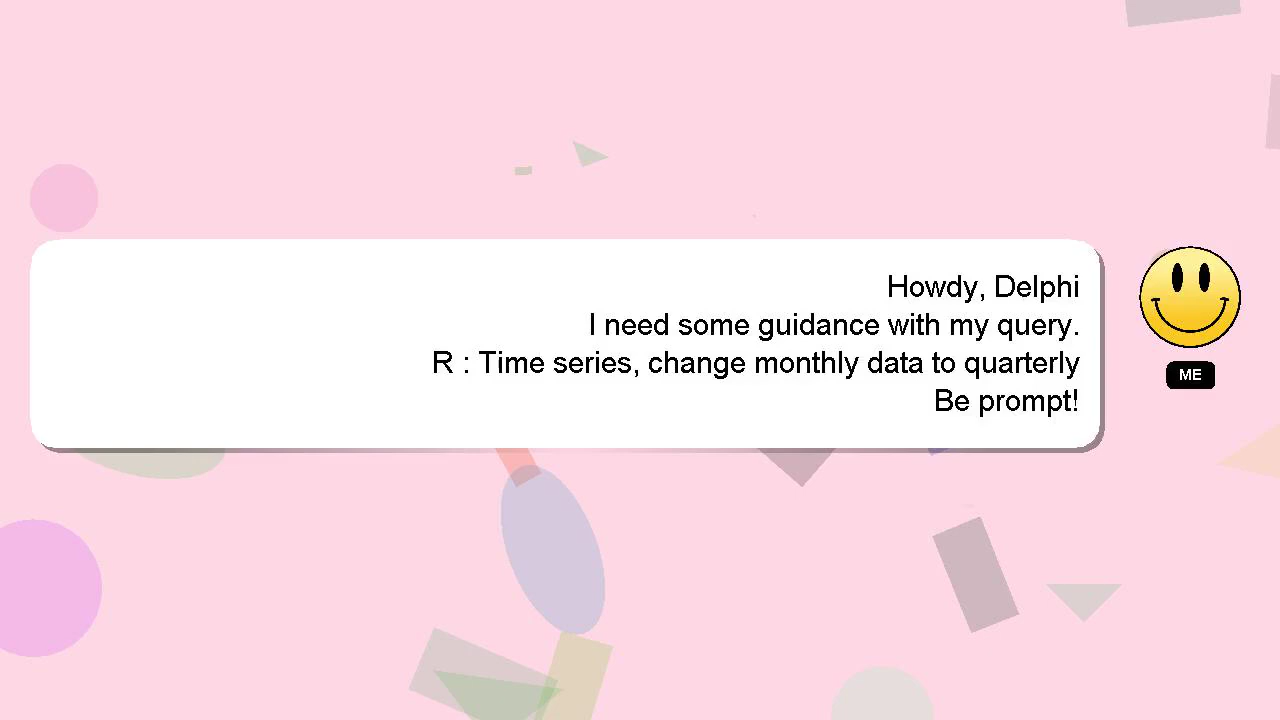 Howdy, Delphi
I need some guidance with my query.
R : Time series, change monthly data to quarterly
Be prompt!
ME